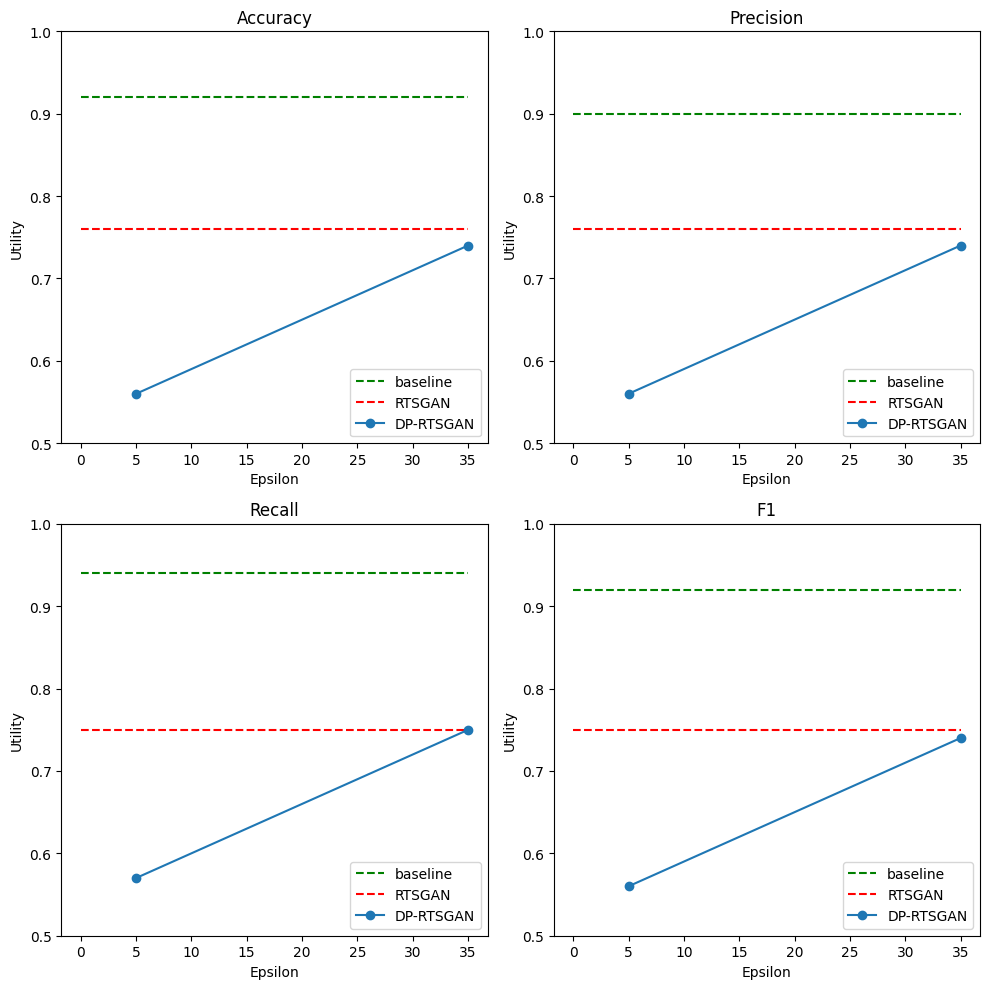 Accuracy
1.0
0.9
0.8
0.7
0.6
0.5
Utility
baseline
RTSGAN
DP-RTSGAN
0 5 10 15 20 25 30 35
Epsilon
Precision
1.0
0.9
0.8
0.7
0.6
0.5
Utility
baseline
RTSGAN
DP-RTSGAN
0 5 10 15 20 25 30 35
Epsilon
Recall
1.0
0.9
0.8
0.7
0.6
0.5
Utility
baseline
RTSGAN
DP-RTSGAN
0 5 10 15 20 25 30 35
Epsilon
F1
1.0
0.9
0.8
0.7
0.6
0.5
Utility
baseline
RTSGAN
DP-RTSGAN
0 5 10 15 20 25 30 35
Epsilon